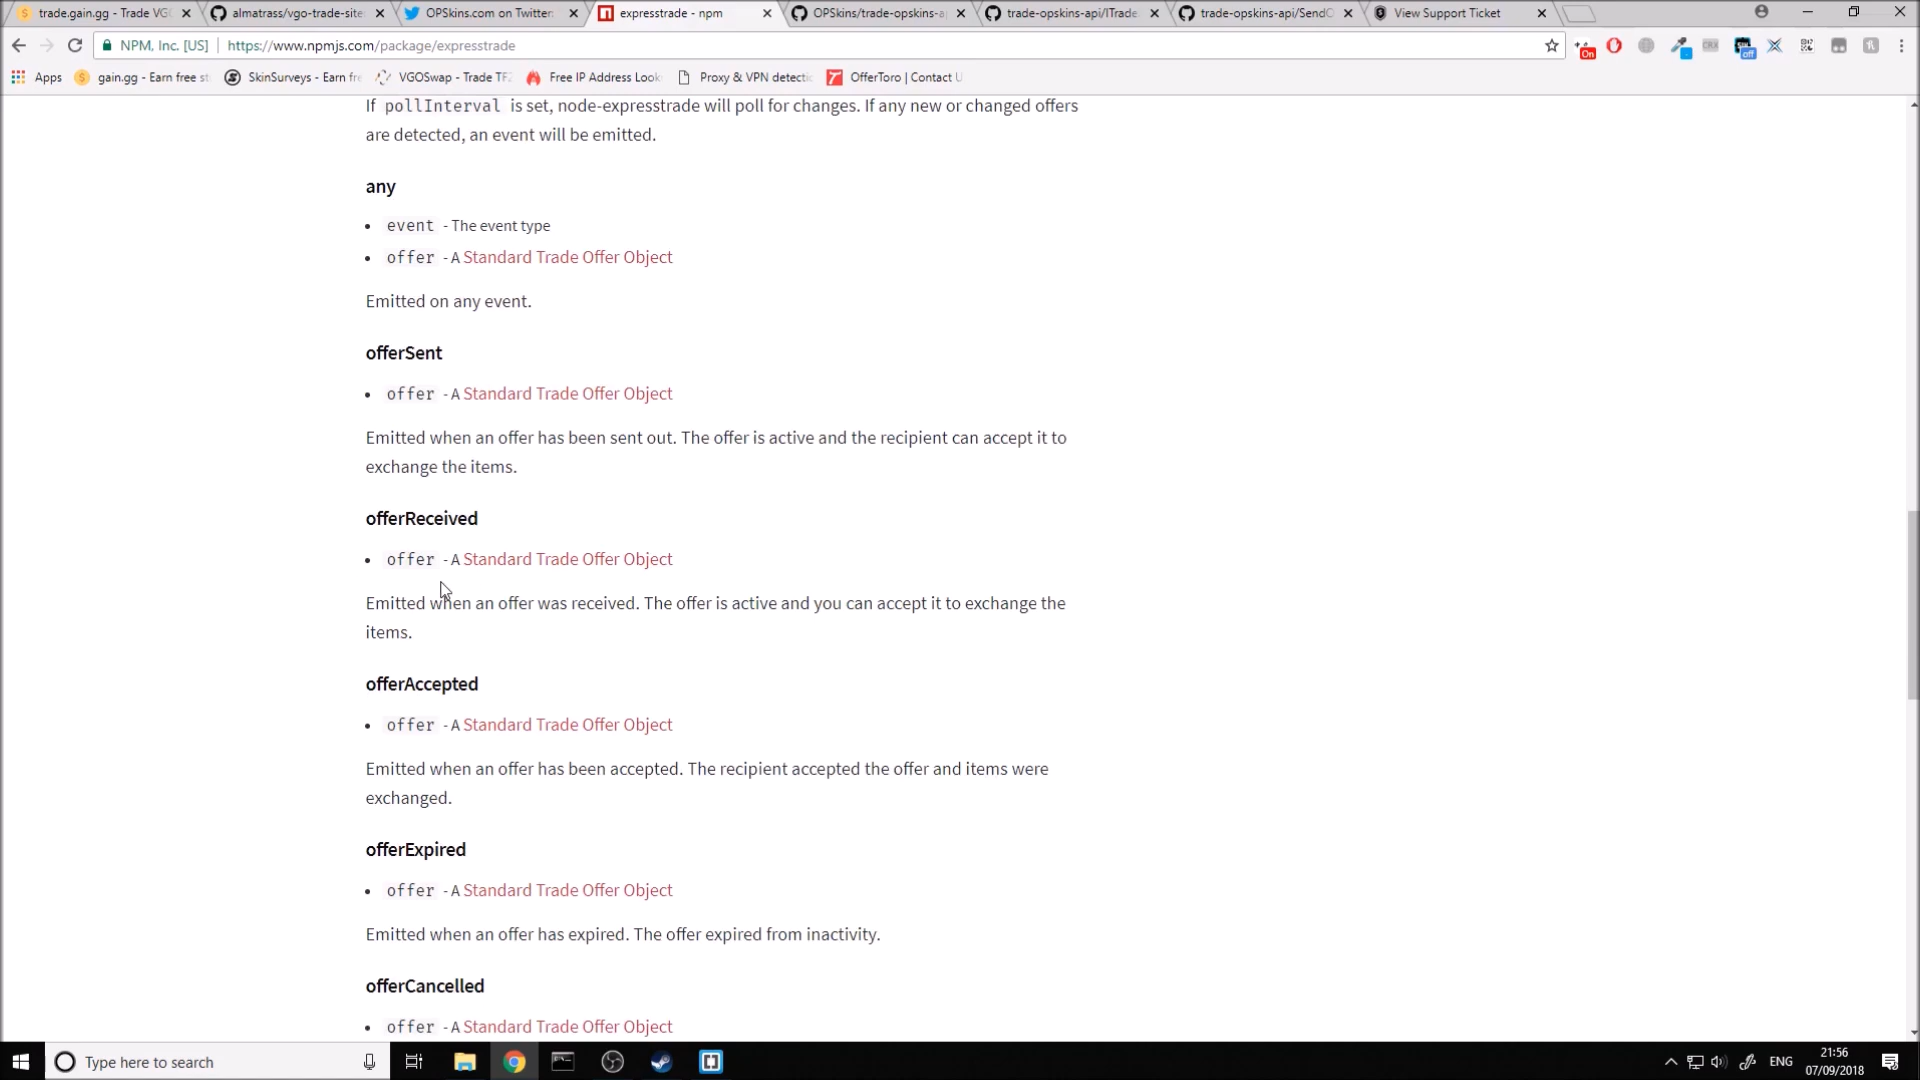 trade.gain.gg - Trade VGO
almatrass/vgo-trade-site
OPSkins.com on Twitter:
expresstrade - npm
OPSkins/trade-opskins-a
trade-opskins-api/ITrade
trade-opskins-api/SendO
View Support Ticket
NPM, Inc. [US] | https://www.npmjs.com/package/expresstrade
On
CRX
off
Apps
gain.gg - Earn free s
SkinSurveys - Earn fr
VGOSwap - Trade TF2
Free IP Address Look
Proxy & VPN detecti
OfferToro | Contact U
If pollInterval is set, node-expresstrade will poll for changes. If any new or changed offers
are detected, an event will be emitted.
any
• event - The event type
• offer - A Standard Trade Offer Object
Emitted on any event.
offerSent
• offer - A Standard Trade Offer Object
Emitted when an offer has been sent out. The offer is active and the recipient can accept it to
exchange the items.
offerReceived
• offer - A Standard Trade Offer Object
Emitted when an offer was received. The offer is active and you can accept it to exchange the
items.
offerAccepted
• offer - A Standard Trade Offer Object
Emitted when an offer has been accepted. The recipient accepted the offer and items were
exchanged.
offerExpired
• offer - A Standard Trade Offer Object
Emitted when an offer has expired. The offer expired from inactivity.
offerCancelled
• offer - A Standard Trade Offer Object
Type here to search
ENG
21:56
07/09/2018